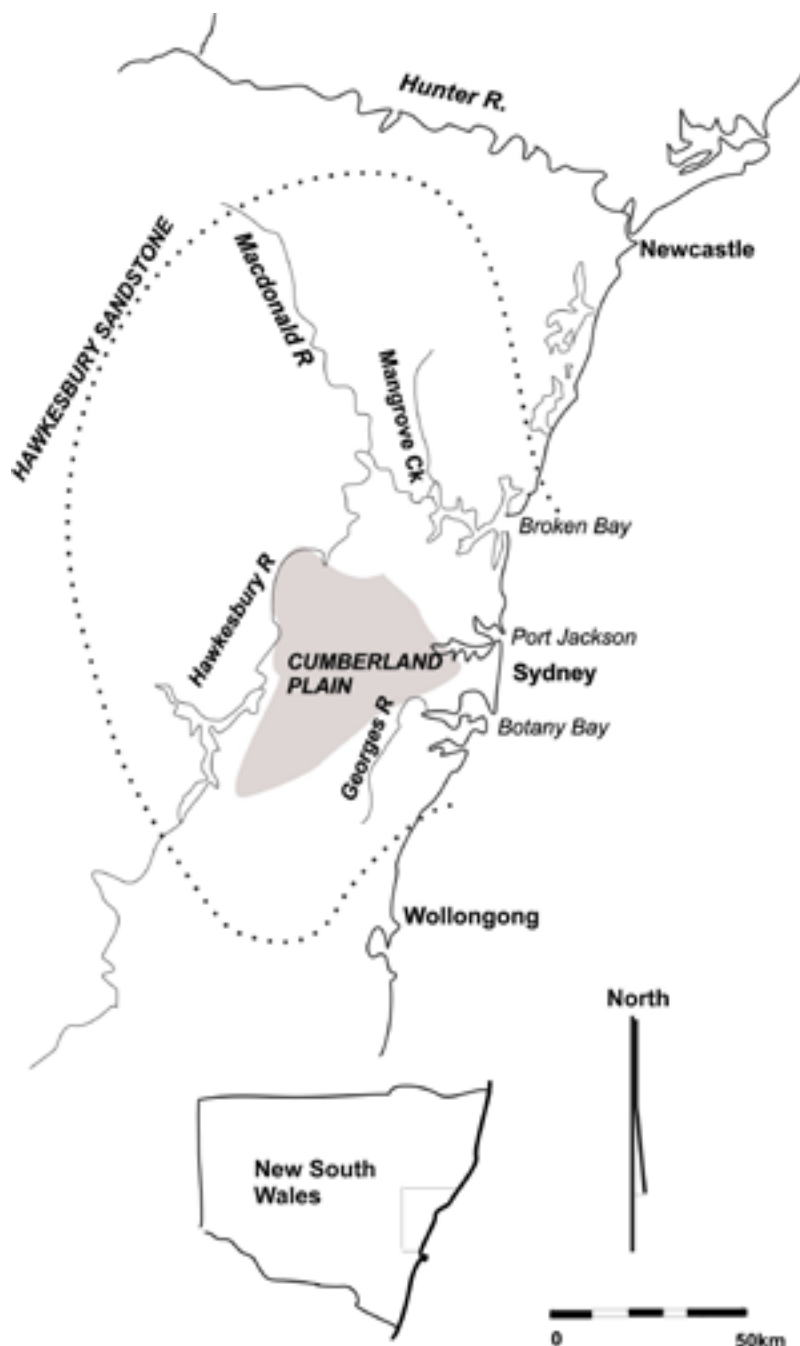 Hunter R.
Newcastle
HAWKESBURY SANDSTONE
Macdonald R
Mangrove Ck
Broken Bay
Hawkesbury R
Port Jackson
CUMBERLAND
PLAIN
Sydney
Georges R
Botany Bay
Wollongong
North
New South
Wales
0
50km